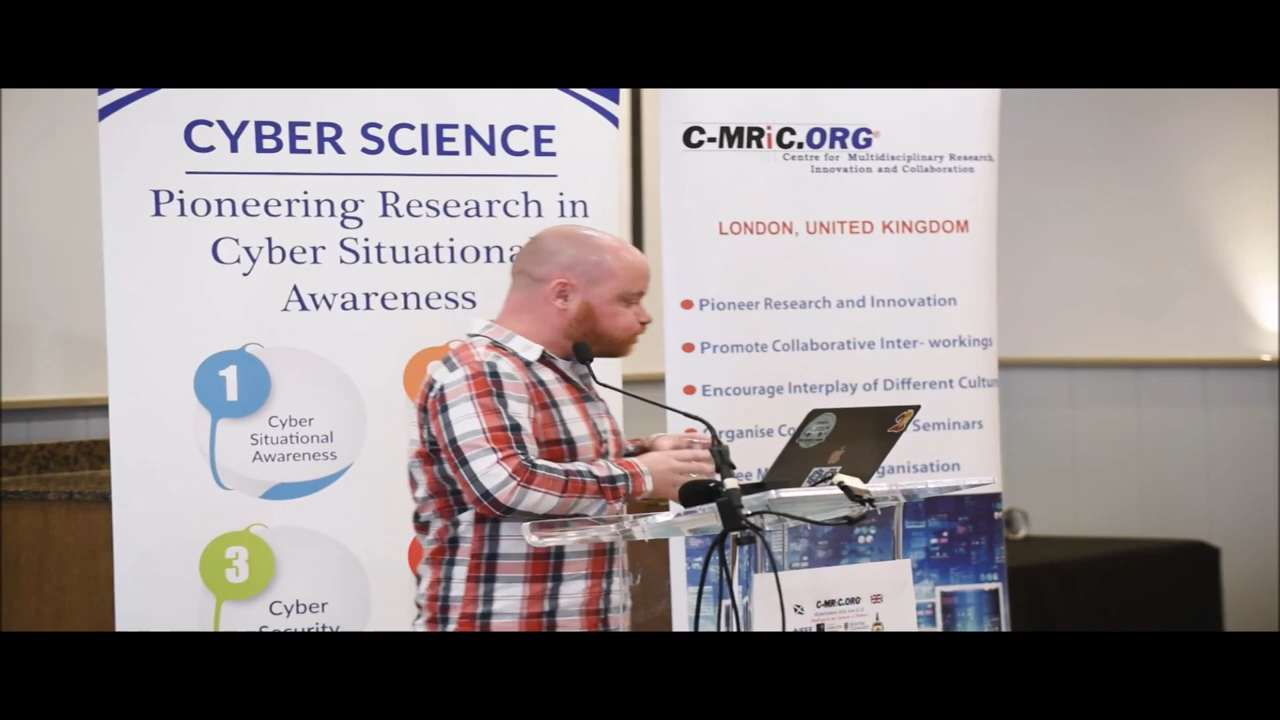 CYBER SCIENCE
Pioneering Research in
Cyber Situational
Awareness
1
Cyber
Situational
Awareness
3
Cyber
Security
C-MRiC.ORG
Centre for Multidisciplinary Research,
Innovation and Collaboration
LONDON, UNITED KINGDOM
Pioneer Research and Innovation
Promote Collaborative Inter- workings
Encourage Interplay of Different Cultu
Seminars
C-MRiC.ORG